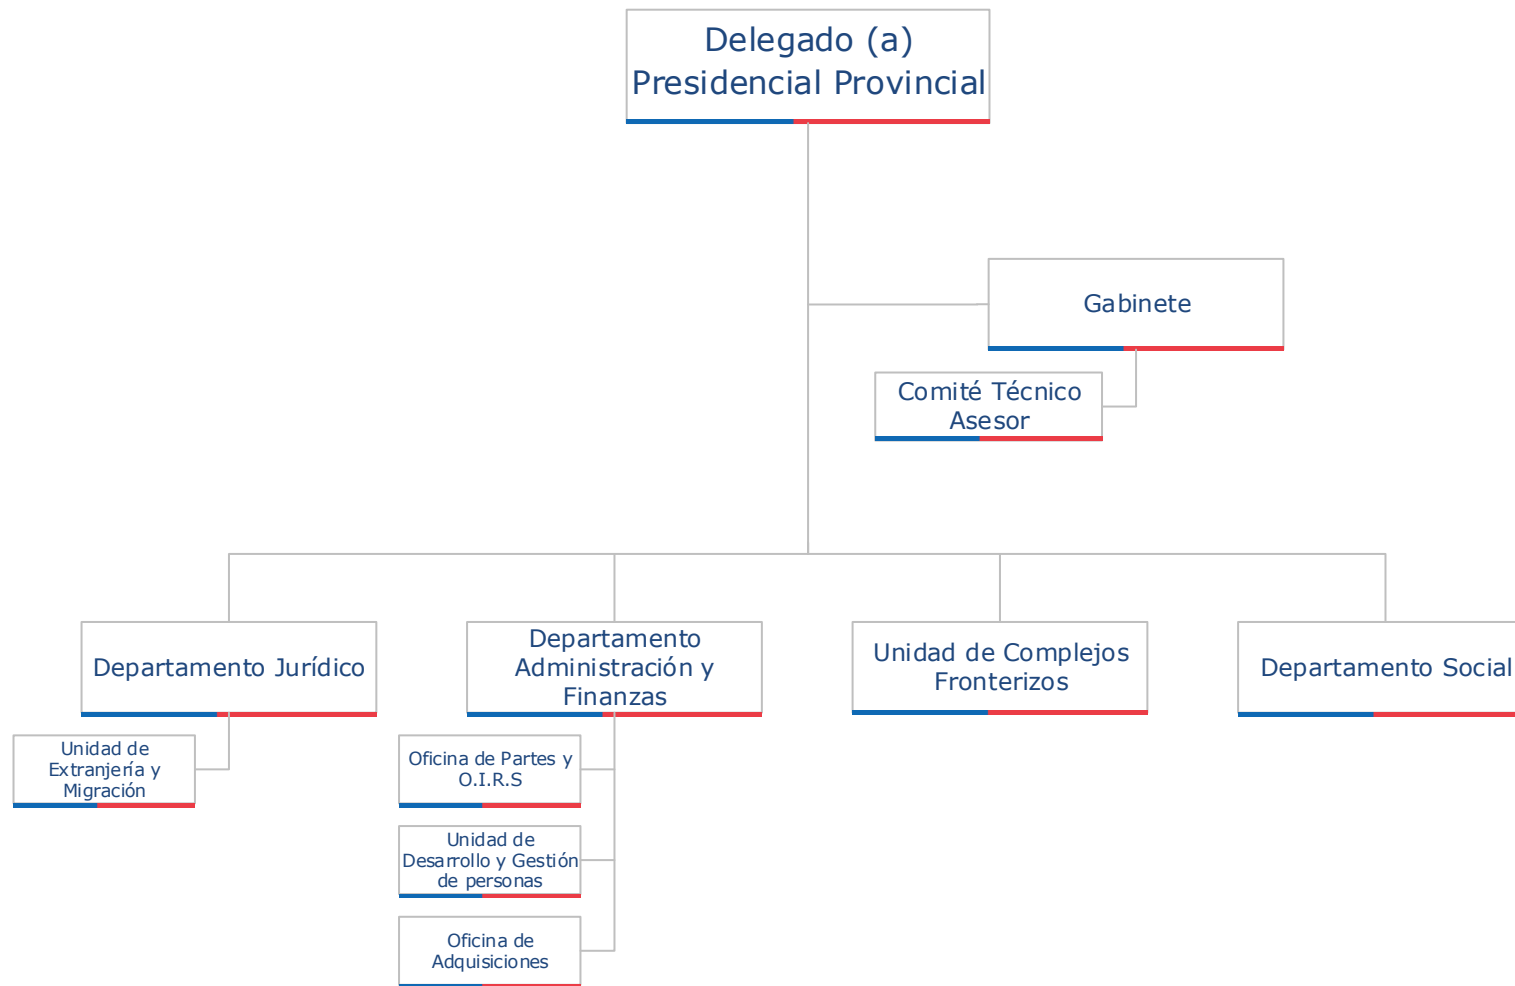 Delegado (a)
Presidencial Provincial
Gabinete
Comité Técnico
Asesor
Departamento Jurídico
Departamento
Administración y
Finanzas
Unidad de Complejos
Fronterizos
Departamento Social
Unidad de
Extranjería y
Migración
Oficina de Partes y
O.I.R.S
Unidad de
Desarrollo y Gestión
de personas
Oficina de
Adquisiciones